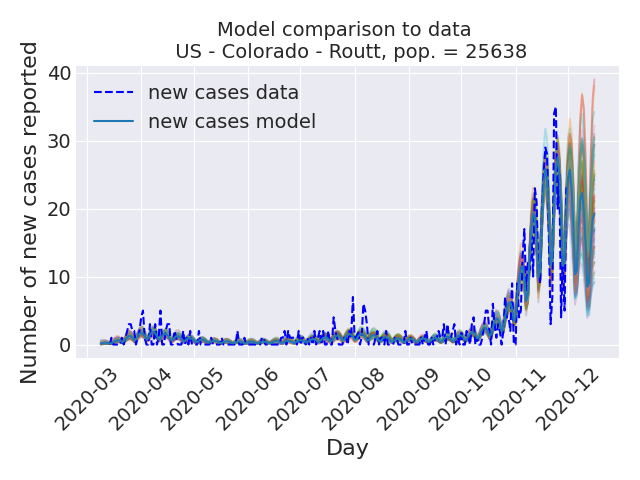 Model comparison to data
US - Colorado - Routt, pop. = 25638
Number of new cases reported
40
30
20
10
0
new cases data
new cases model
2020-03
2020-04
2020-05
2020-06
2020-07
2020-08
2020-09
2020-10
2020-11
2020-12
Day